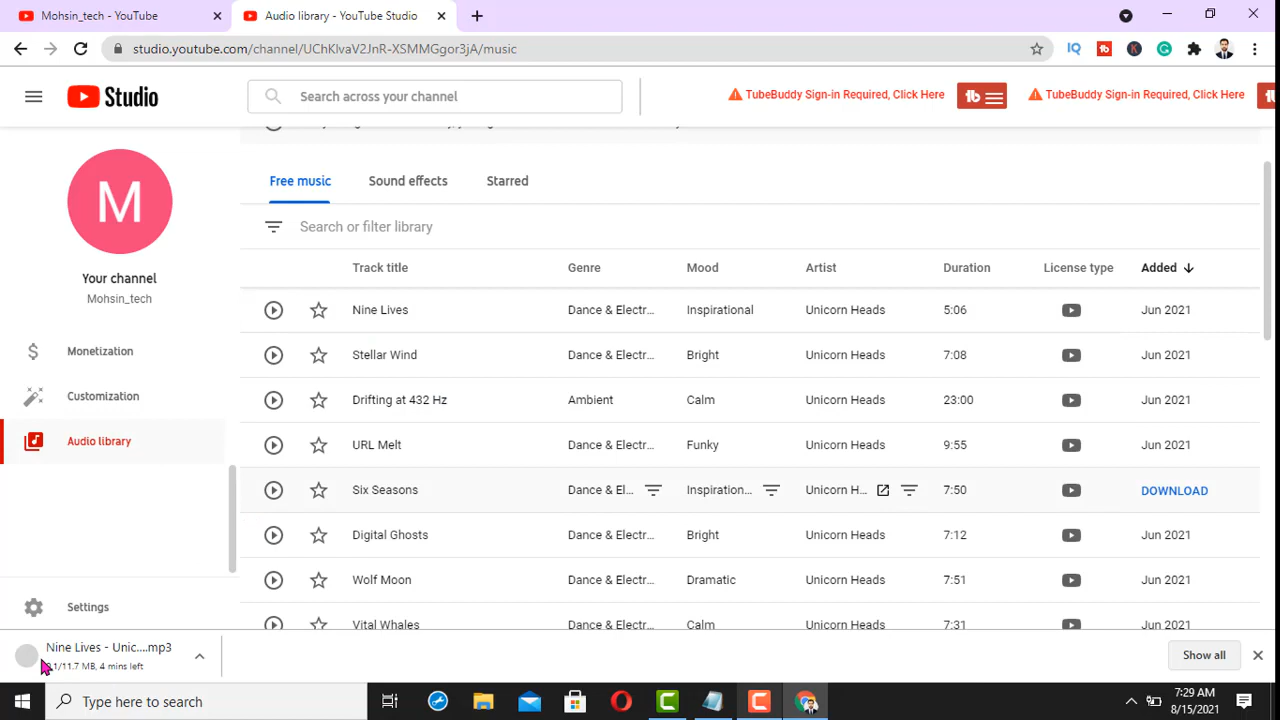 Mohsin_tech - YouTube
Audio library - YouTube Studio
studio.youtube.com/channel/UChKlvaV2JnR-XSMMGgor3jA/music
Studio
Search across your channel
TubeBuddy Sign-in Required, Click Here
tb
TubeBuddy Sign-in Required, Click Here
M
Your channel
Mohsin_tech
Monetization
Customization
Audio library
Settings
Free music
Sound effects
Starred
Search or filter library
Track title Genre Mood Artist Duration License type Added
Nine Lives Dance & Electr... Inspirational Unicorn Heads 5:06 Jun 2021
Stellar Wind Dance & Electr... Bright Unicorn Heads 7:08 Jun 2021
Drifting at 432 Hz Ambient Calm Unicorn Heads 23:00 Jun 2021
URL Melt Dance & Electr... Funky Unicorn Heads 9:55 Jun 2021
Six Seasons Dance & El... Inspiration... Unicorn H... 7:50 DOWNLOAD
Digital Ghosts Dance & Electr... Bright Unicorn Heads 7:12 Jun 2021
Wolf Moon Dance & Electr... Dramatic Unicorn Heads 7:51 Jun 2021
Vital Whales Dance & Electr... Calm Unicorn Heads 7:31 Jun 2021
Nine Lives - Unic....mp3
1/11.7 MB, 4 mins left
Show all
Type here to search
7:29 AM
8/15/2021